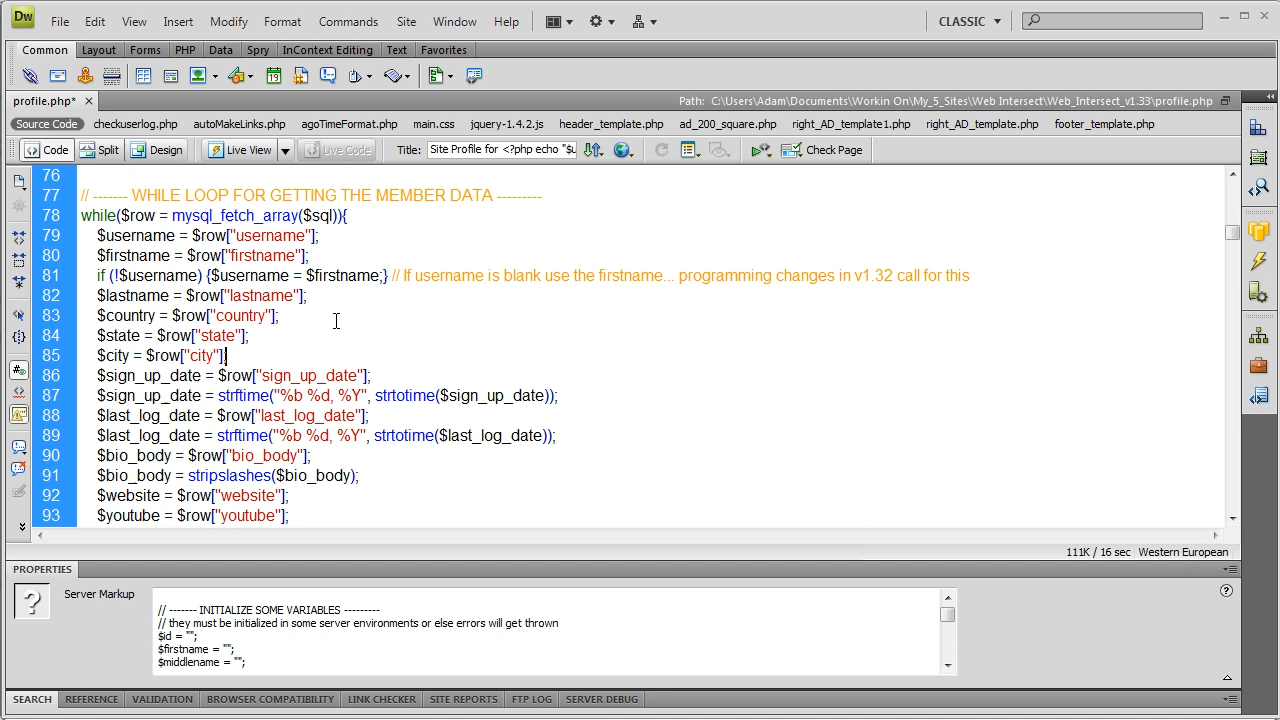 Dw File Edit View Insert Modify Format Commands Site Window Help CLASSIC
Common Layout Forms PHP Data Spry InContext Editing Text Favorites
19
profile.php* Path: C:\Users\Adam\Documents\Workin On\My_5_Sites\Web Intersect\Web_Intersect_v1.33\profile.php
Source Code checkuserlog.php autoMakeLinks.php agoTimeFormat.php main.css jquery-1.4.2.js header_template.php ad_200_square.php right_AD_template1.php right_AD_template.php footer_template.php
Code Split Design Live View Live Code Title: Site Profile for <?php echo "$u Check Page
76
77 // ------- WHILE LOOP FOR GETTING THE MEMBER DATA ---------
78 while($row = mysql_fetch_array($sql)){
79 $username = $row["username"];
80 $firstname = $row["firstname"];
81 if (!$username) {$username = $firstname;} // If username is blank use the firstname... programming changes in v1.32 call for this
82 $lastname = $row["lastname"];
83 $country = $row["country"];
84 $state = $row["state"];
85 $city = $row["city"];
86 $sign_up_date = $row["sign_up_date"];
87 $sign_up_date = strftime("%b %d, %Y", strtotime($sign_up_date));
88 $last_log_date = $row["last_log_date"];
89 $last_log_date = strftime("%b %d, %Y", strtotime($last_log_date));
90 $bio_body = $row["bio_body"];
91 $bio_body = stripslashes($bio_body);
92 $website = $row["website"];
93 $youtube = $row["youtube"];
111K / 16 sec Western European
PROPERTIES
Server Markup
// ------- INITIALIZE SOME VARIABLES ---------
// they must be initialized in some server environments or else errors will get thrown
$id = "";
$firstname = "";
$middlename = "";
SEARCH REFERENCE VALIDATION BROWSER COMPATIBILITY LINK CHECKER SITE REPORTS FTP LOG SERVER DEBUG